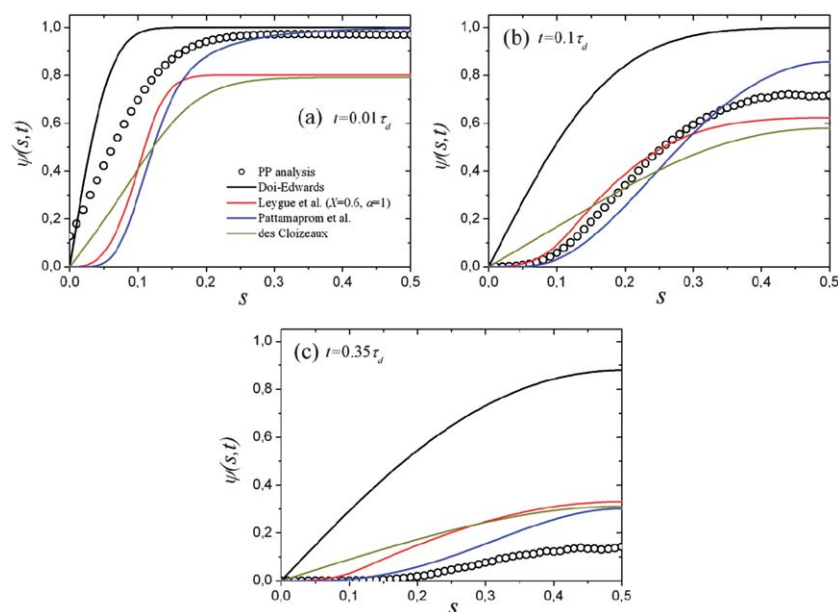 1,0
0,8
0,6
0,4
0,2
0,0
ψ(s,t)
(a) t=0.01τd
PP analysis
Doi-Edwards
Leygue et al. (X=0.6, α=1)
Pattamaprom et al.
des Cloizeaux
0,0 0,1 0,2 0,3 0,4 0,5
s
(b) t=0.1τd
1,0
0,8
0,6
0,4
0,2
0,0
ψ(s,t)
0,0 0,1 0,2 0,3 0,4 0,5
s
(c) t=0.35τd
1,0
0,8
0,6
0,4
0,2
0,0
ψ(s,t)
0,0 0,1 0,2 0,3 0,4 0,5
s